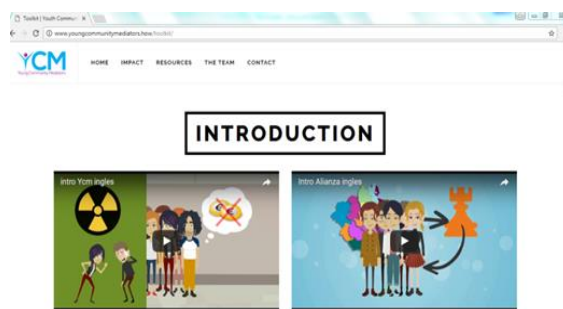 Toolkit | Youth Commun
www.youngcommunitymediators.how/toolkit/
YCM
Young Community Mediators
HOME IMPACT RESOURCES THE TEAM CONTACT
INTRODUCTION
intro Ycm ingles
Intro Alianza ingles